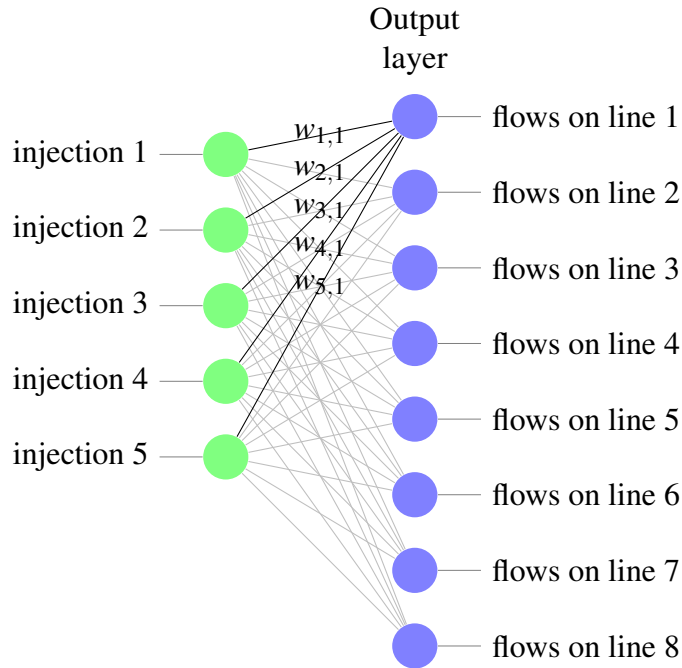 Output
layer
injection 1
injection 2
injection 3
injection 4
injection 5
w1,1
w2,1
w3,1
w4,1
w5,1
flows on line 1
flows on line 2
flows on line 3
flows on line 4
flows on line 5
flows on line 6
flows on line 7
flows on line 8